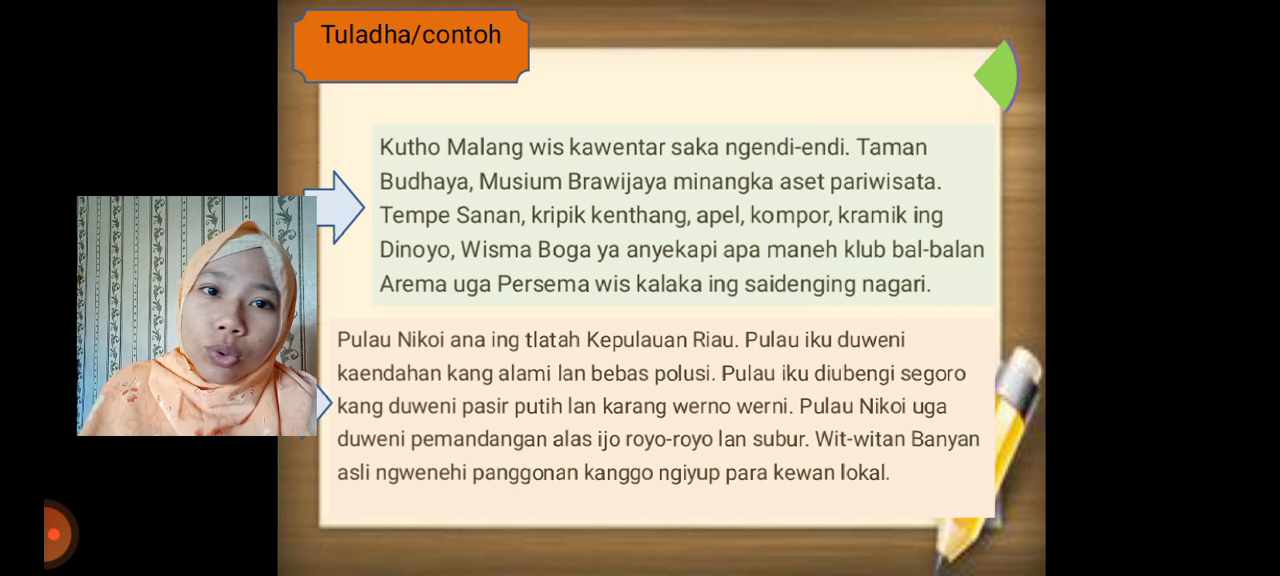 Tuladha/contoh
Kutho Malang wis kawentar saka ngendi-endi. Taman
Budhaya, Musium Brawijaya minangka aset pariwisata.
Tempe Sanan, kripik kenthang, apel, kompor, kramik ing
Dinoyo, Wisma Boga ya anyekapi apa maneh klub bal-balan
Arema uga Persema wis kalaka ing saidenging nagari.
Pulau Nikoi ana ing tlatah Kepulauan Riau. Pulau iku duweni
kaendahan kang alami lan bebas polusi. Pulau iku diubengi segoro
kang duweni pasir putih lan karang werno werni. Pulau Nikoi uga
duweni pemandangan alas ijo royo-royo lan subur. Wit-witan Banyan
asli ngwenehi panggonan kanggo ngiyup para kewan lokal.